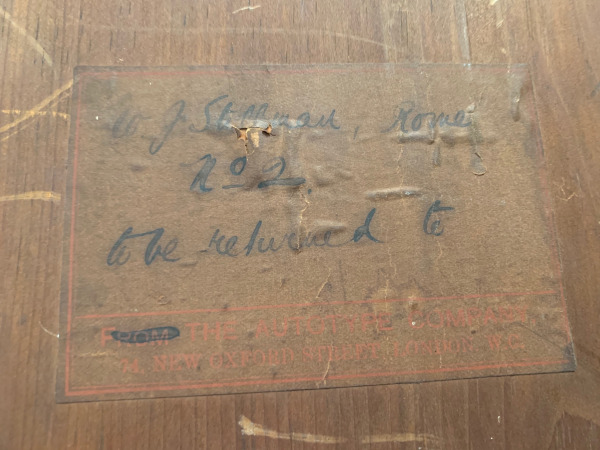 W J Stillman, Rome
No 2.
to be returned to
FROM THE AUTOTYPE COMPANY
74, NEW OXFORD STREET, LONDON, W.C.